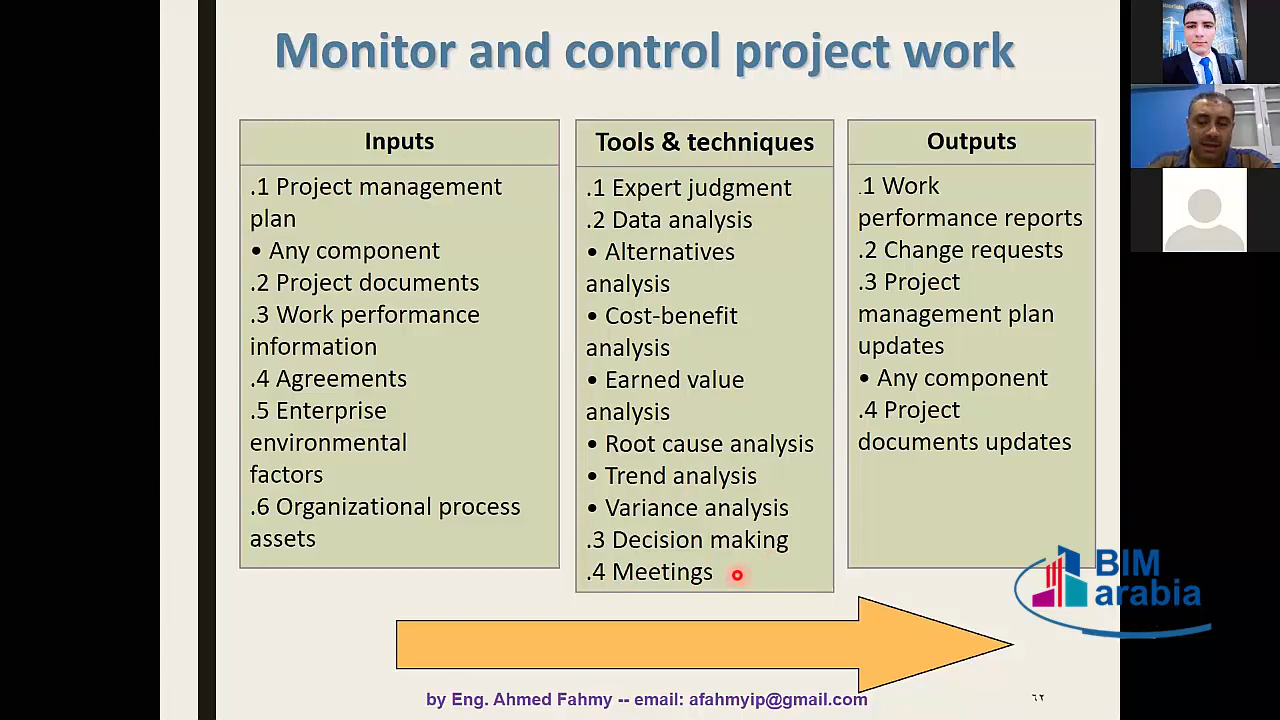 Monitor and control project work
Inputs
.1 Project management
plan
• Any component
.2 Project documents
.3 Work performance
information
.4 Agreements
.5 Enterprise
environmental
factors
.6 Organizational process
assets
Tools & techniques
.1 Expert judgment
.2 Data analysis
• Alternatives
analysis
• Cost-benefit
analysis
• Earned value
analysis
• Root cause analysis
• Trend analysis
• Variance analysis
.3 Decision making
.4 Meetings
Outputs
.1 Work
performance reports
.2 Change requests
.3 Project
management plan
updates
• Any component
.4 Project
documents updates
BIM
arabia
by Eng. Ahmed Fahmy -- email: afahmyip@gmail.com
٦٢